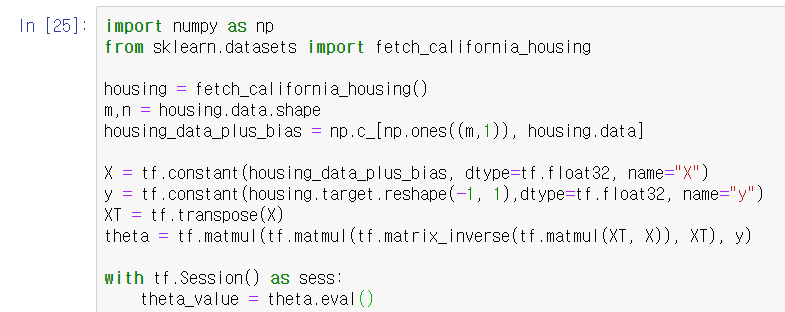 In [25]: import numpy as np
from sklearn.datasets import fetch_california_housing
housing = fetch_california_housing()
m,n = housing.data.shape
housing_data_plus_bias = np.c_[np.ones((m,1)), housing.data]
X = tf.constant(housing_data_plus_bias, dtype=tf.float32, name="X")
y = tf.constant(housing.target.reshape(-1, 1),dtype=tf.float32, name="y")
XT = tf.transpose(X)
theta = tf.matmul(tf.matmul(tf.matrix_inverse(tf.matmul(XT, X)), XT), y)
with tf.Session() as sess:
    theta_value = theta.eval()